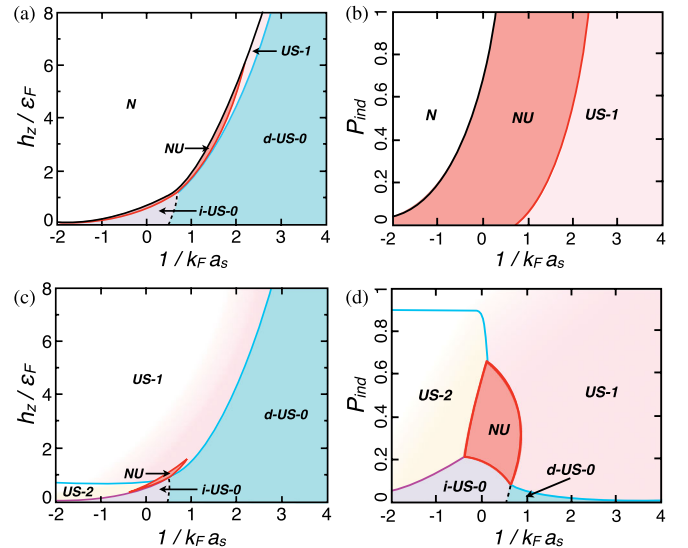 (a)
8
6
4
2
0
h_z / ε_F
N
US-1
NU
d-US-0
i-US-0
-2 -1 0 1 2 3 4
1 / k_F a_s
(b)
1
0.8
0.6
0.4
0.2
0
P_ind
N
NU
US-1
-2 -1 0 1 2 3 4
1 / k_F a_s
(c)
8
6
4
2
0
h_z / ε_F
US-1
d-US-0
NU
i-US-0
US-2
-2 -1 0 1 2 3 4
1 / k_F a_s
(d)
1
0.8
0.6
0.4
0.2
0
P_ind
US-2
US-1
NU
d-US-0
i-US-0
-2 -1 0 1 2 3 4
1 / k_F a_s